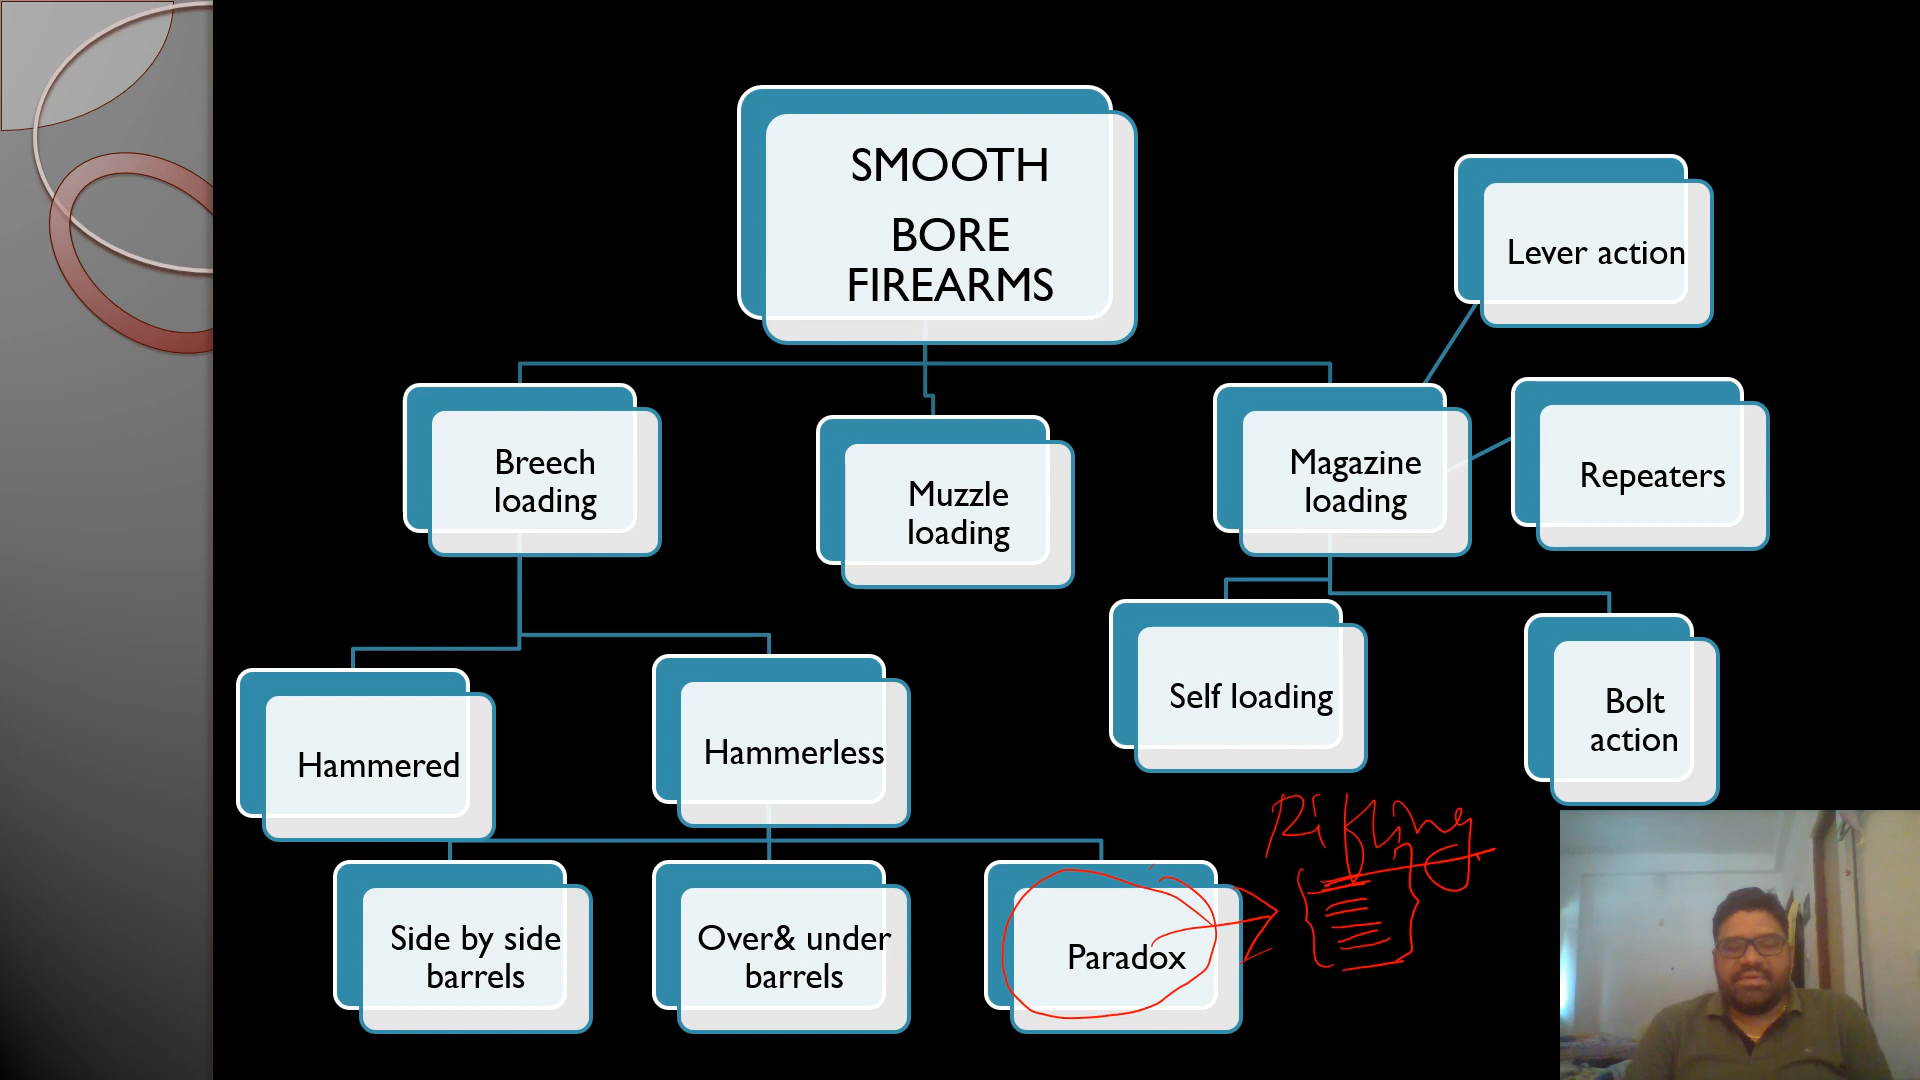 SMOOTH
BORE
FIREARMS
Lever action
Breech
loading
Muzzle
loading
Magazine
loading
Repeaters
Hammered
Hammerless
Self loading
Bolt
action
Side by side
barrels
Over& under
barrels
Paradox
Rifling